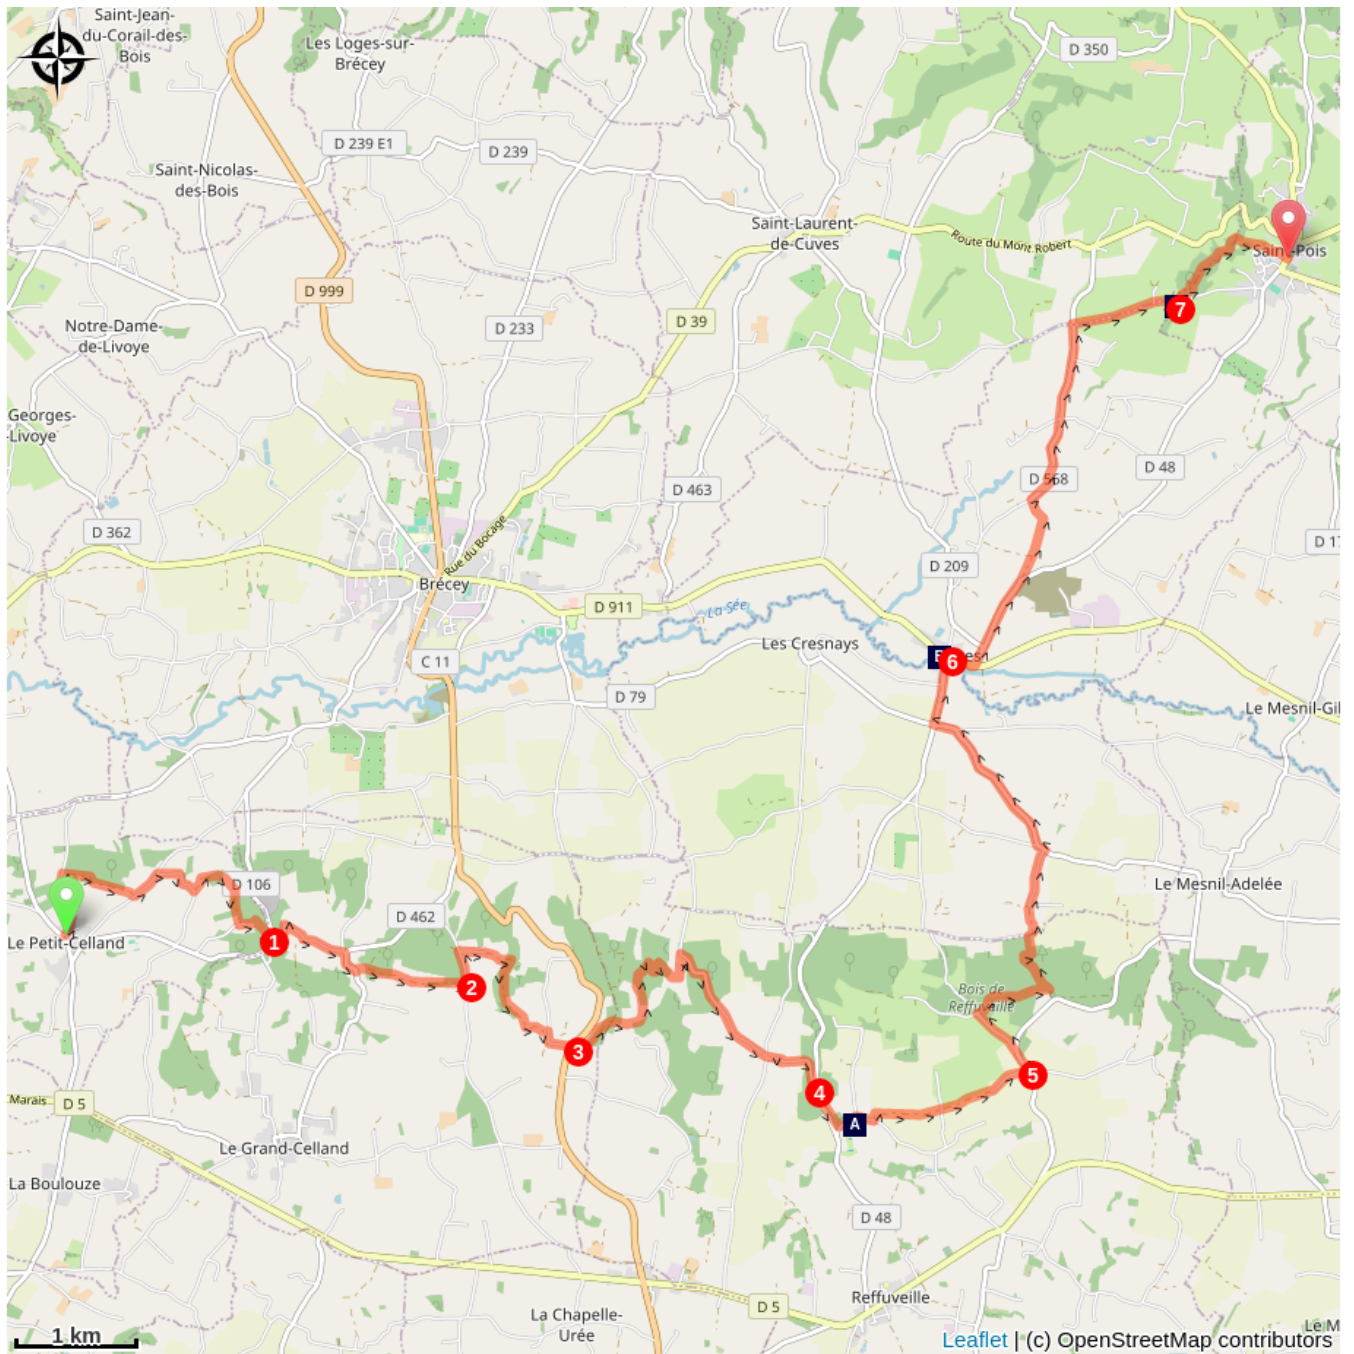 Saint-Jean-
du-Corail-des-
Bois
Les Loges-sur-
Brécey
D 350
D 239 E1
D 239
Saint-Nicolas-
des-Bois
Saint-Laurent-
de-Cuves
Route du Mont Robert
Saint-Pois
D 999
7
Notre-Dame-
de-Livoye
D 233
D 39
Georges-
-Livoye
D 48
D 568
D 463
D 362
Rue du Bocage
D 17
D 209
Brécey
D 911
La Sée
Les Cresnays
6
C 11
D 79
Le Mesnil-Gil
D 106
Le Mesnil-Adelée
D 462
1
Le Petit-Celland
2
Bois de
Reffuveille
3
5
4
Marais
D 5
A
Le Grand-Celland
La Boulouze
D 48
Reffuveille
D 5
La Chapelle-
Urée
Le M
1 km
Leaflet | (c) OpenStreetMap contributors